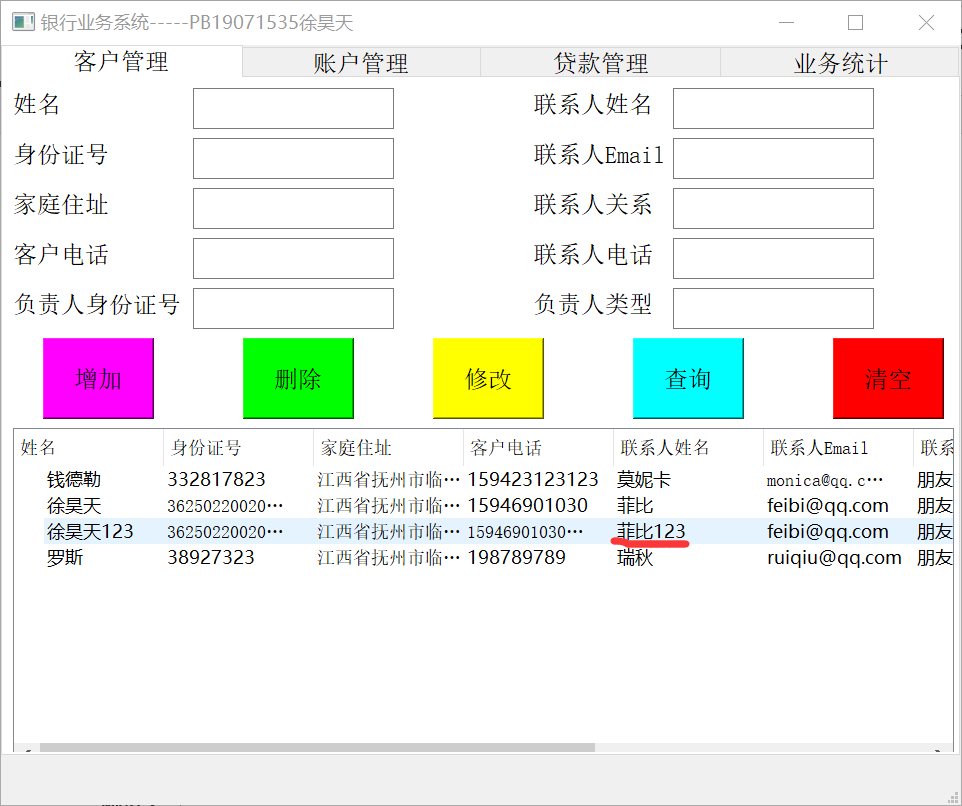 银行业务系统-----PB19071535徐昊天
客户管理 账户管理 贷款管理 业务统计
姓名 联系人姓名
身份证号 联系人Email
家庭住址 联系人关系
客户电话 联系人电话
负责人身份证号 负责人类型
增加 删除 修改 查询 清空
姓名 身份证号 家庭住址 客户电话 联系人姓名 联系人Email 联系
钱德勒 332817823 江西省抚州市临… 159423123123 莫妮卡 monica@qq.c… 朋友
徐昊天 36250220020… 江西省抚州市临… 15946901030 菲比 feibi@qq.com 朋友
徐昊天123 36250220020… 江西省抚州市临… 15946901030… 菲比123 feibi@qq.com 朋友
罗斯 38927323 江西省抚州市临… 198789789 瑞秋 ruiqiu@qq.com 朋友